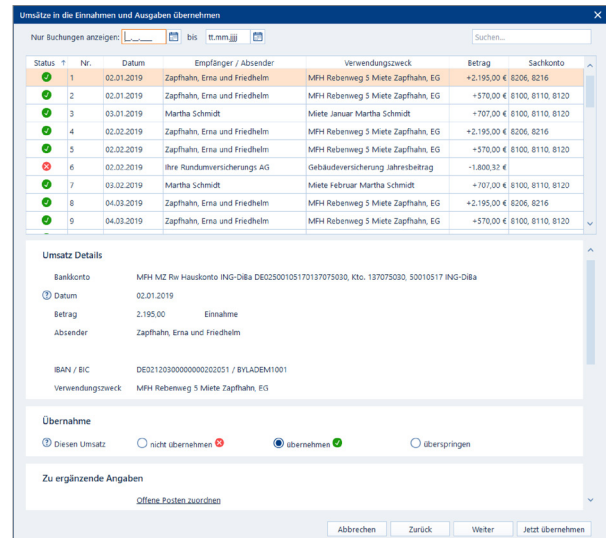 Umsätze in die Einnahmen und Ausgaben übernehmen
Nur Buchungen anzeigen: _._.___ bis tt.mm.jjjj Suchen...
Status ↑ Nr. Datum Empfänger / Absender Verwendungszweck Betrag Sachkonto
1 02.01.2019 Zapfhahn, Erna und Friedhelm MFH Rebenweg 5 Miete Zapfhahn, EG +2.195,00 € 8206, 8216
2 02.01.2019 Zapfhahn, Erna und Friedhelm MFH Rebenweg 5 Miete Zapfhahn, EG +570,00 € 8100, 8110, 8120
3 03.01.2019 Martha Schmidt Miete Januar Martha Schmidt +707,00 € 8100, 8110, 8120
4 02.02.2019 Zapfhahn, Erna und Friedhelm MFH Rebenweg 5 Miete Zapfhahn, EG +2.195,00 € 8206, 8216
5 02.02.2019 Zapfhahn, Erna und Friedhelm MFH Rebenweg 5 Miete Zapfhahn, EG +570,00 € 8100, 8110, 8120
6 02.02.2019 Ihre Rundumversicherungs AG Gebäudeversicherung Jahresbeitrag -1.800,32 €
7 03.02.2019 Martha Schmidt Miete Februar Martha Schmidt +707,00 € 8100, 8110, 8120
8 04.03.2019 Zapfhahn, Erna und Friedhelm MFH Rebenweg 5 Miete Zapfhahn, EG +2.195,00 € 8206, 8216
9 04.03.2019 Zapfhahn, Erna und Friedhelm MFH Rebenweg 5 Miete Zapfhahn, EG +570,00 € 8100, 8110, 8120
Umsatz Details
Bankkonto MFH MZ Rw Hauskonto ING-DiBa DE02500105170137075030, Kto. 137075030, 50010517 ING-DiBa
Datum 02.01.2019
Betrag 2.195,00 Einnahme
Absender Zapfhahn, Erna und Friedhelm
IBAN / BIC DE02120300000000202051 / BYLADEM1001
Verwendungszweck MFH Rebenweg 5 Miete Zapfhahn, EG
Übernahme
Diesen Umsatz nicht übernehmen übernehmen überspringen
Zu ergänzende Angaben
Offene Posten zuordnen
Abbrechen Zurück Weiter Jetzt übernehmen